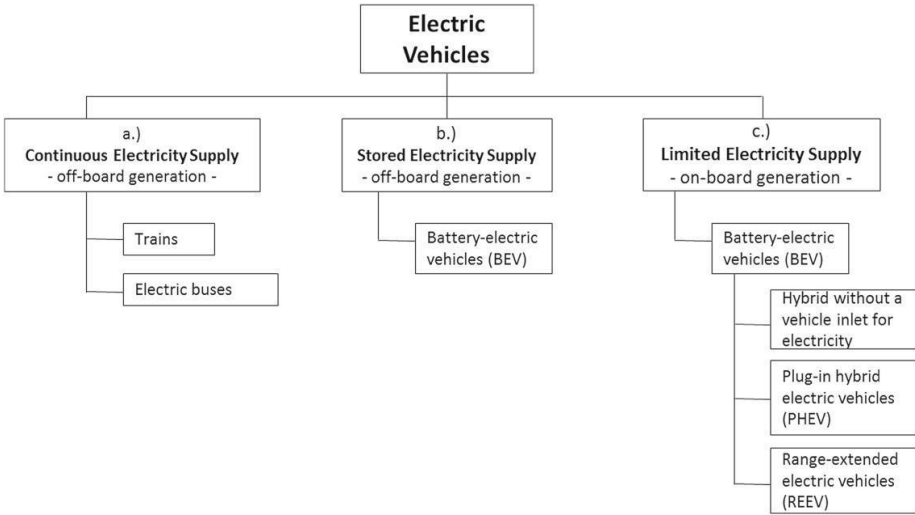 Electric
Vehicles
a.)
Continuous Electricity Supply
- off-board generation -
b.)
Stored Electricity Supply
- off-board generation -
c.)
Limited Electricity Supply
- on-board generation -
Trains
Electric buses
Battery-electric
vehicles (BEV)
Battery-electric
vehicles (BEV)
Hybrid without a
vehicle inlet for
electricity
Plug-in hybrid
electric vehicles
(PHEV)
Range-extended
electric vehicles
(REEV)